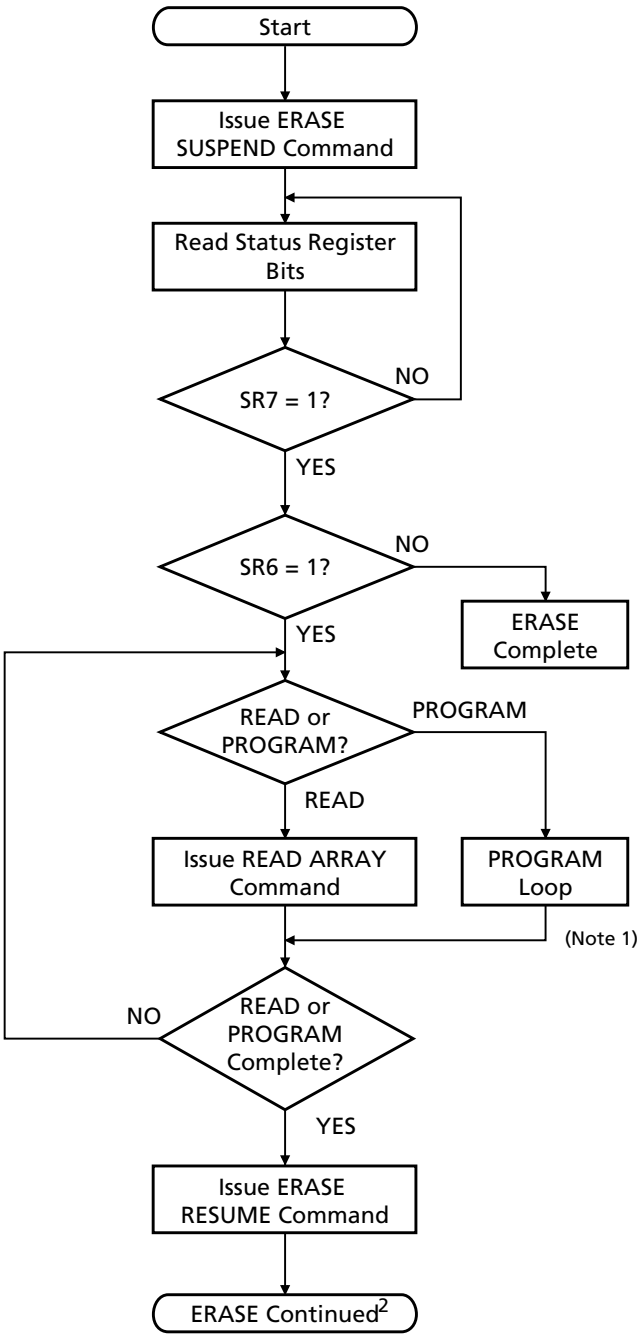 Start
Issue ERASE
SUSPEND Command
Read Status Register
Bits
NO
SR7 = 1?
YES
NO
SR6 = 1?
ERASE
Complete
YES
READ or
PROGRAM?
PROGRAM
READ
Issue READ ARRAY
Command
PROGRAM
Loop
(Note 1)
NO
READ or
PROGRAM
Complete?
YES
Issue ERASE
RESUME Command
ERASE Continued²